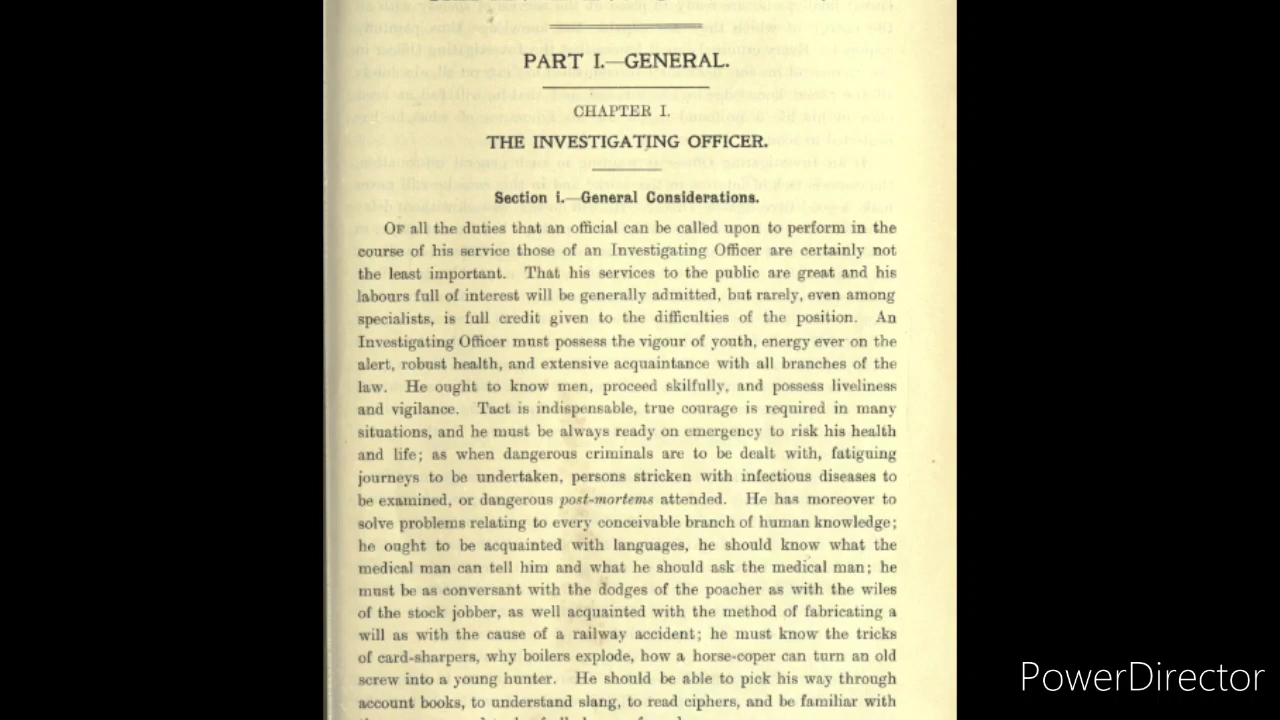 PART I.—GENERAL.
CHAPTER I.
THE INVESTIGATING OFFICER.
Section i.—General Considerations.
OF all the duties that an official can be called upon to perform in the
course of his service those of an Investigating Officer are certainly not
the least important. That his services to the public are great and his
labours full of interest will be generally admitted, but rarely, even among
specialists, is full credit given to the difficulties of the position. An
Investigating Officer must possess the vigour of youth, energy ever on the
alert, robust health, and extensive acquaintance with all branches of the
law. He ought to know men, proceed skilfully, and possess liveliness
and vigilance. Tact is indispensable, true courage is required in many
situations, and he must be always ready on emergency to risk his health
and life; as when dangerous criminals are to be dealt with, fatiguing
journeys to be undertaken, persons stricken with infectious diseases to
be examined, or dangerous post-mortems attended. He has moreover to
solve problems relating to every conceivable branch of human knowledge;
he ought to be acquainted with languages, he should know what the
medical man can tell him and what he should ask the medical man; he
must be as conversant with the dodges of the poacher as with the wiles
of the stock jobber, as well acquainted with the method of fabricating a
will as with the cause of a railway accident; he must know the tricks
of card-sharpers, why boilers explode, how a horse-coper can turn an old
screw into a young hunter. He should be able to pick his way through
account books, to understand slang, to read ciphers, and be familiar with
PowerDirector